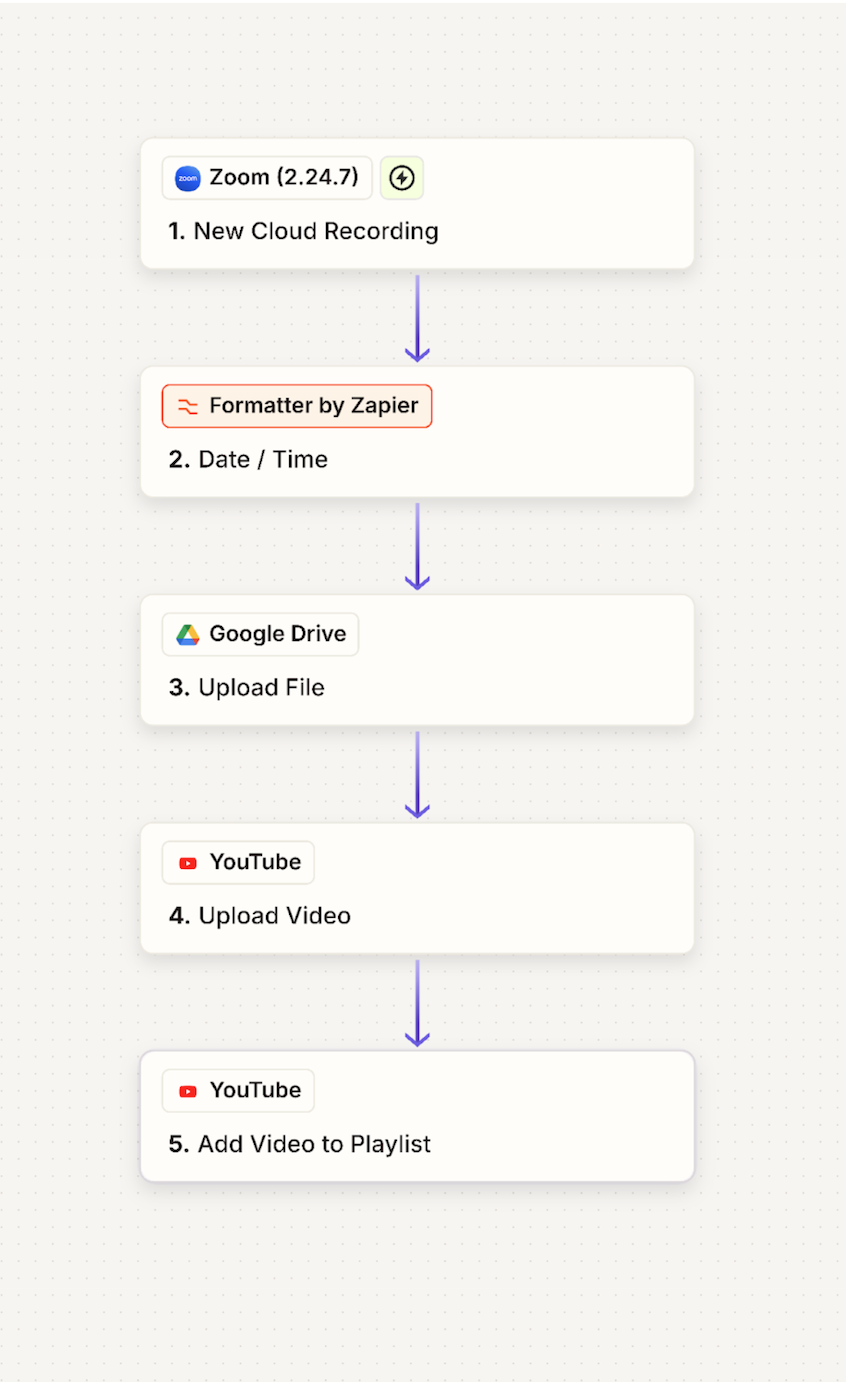 zoom Zoom (2.24.7)
1. New Cloud Recording
Formatter by Zapier
2. Date / Time
Google Drive
3. Upload File
YouTube
4. Upload Video
YouTube
5. Add Video to Playlist